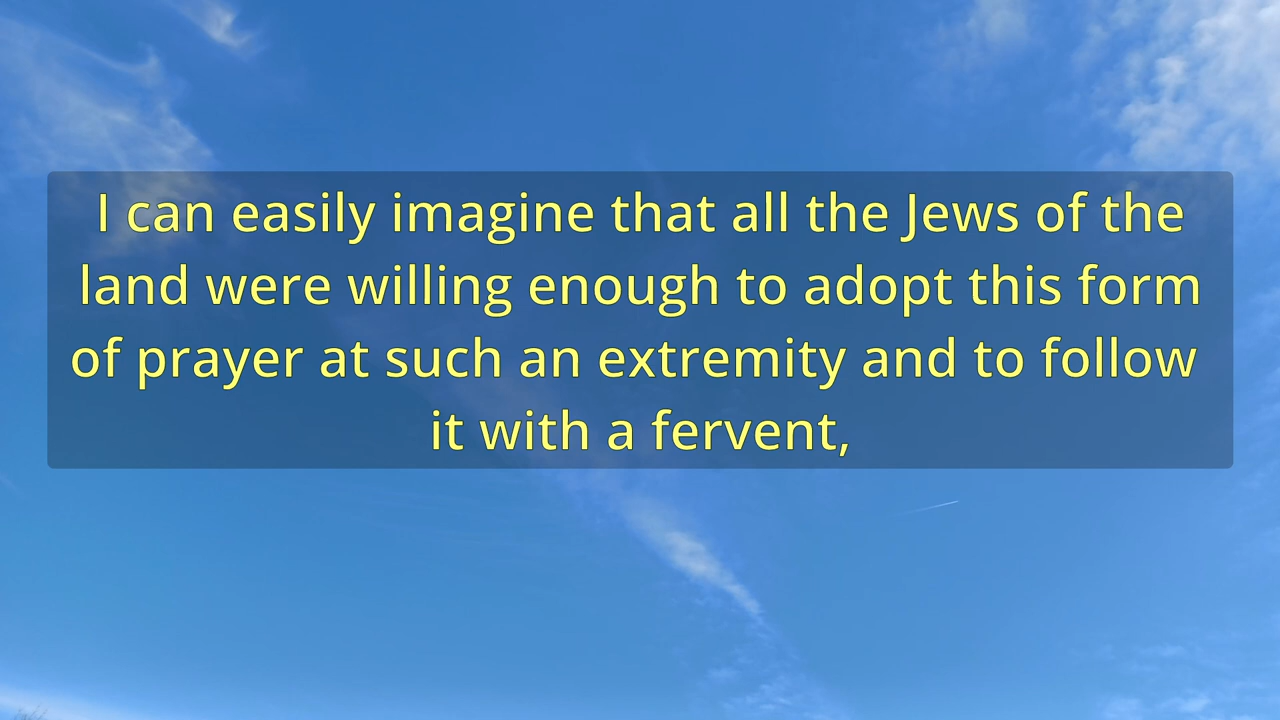 I can easily imagine that all the Jews of the
land were willing enough to adopt this form
of prayer at such an extremity and to follow
it with a fervent,